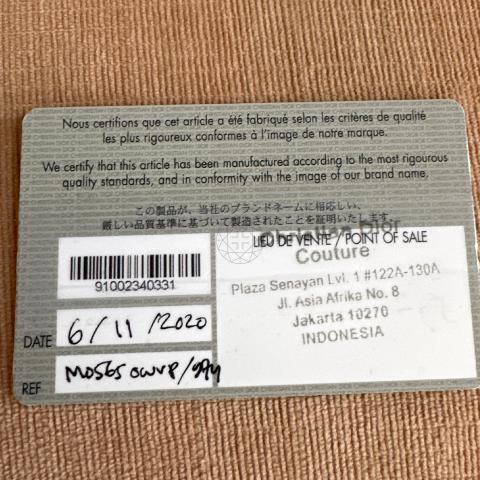 Nous certifions que cet article a été fabriqué selon les critères de qualité
les plus rigoureux conformes à l'image de notre marque.
We certify that this article has been manufactured according to the most rigourous
quality standards, and in conformity with the image of our brand name.
この製品が、当社のブランドネームに相応しい、
厳しい品質基準に基づいて製造されたことを証明いたします。
LIEU DE VENTE / POINT OF SALE
Christian Dior
Couture
Plaza Senayan Lvl. 1 #122A-130A
Jl. Asia Afrika No. 8
Jakarta 10270
INDONESIA
91002340331
DATE 6/11/2020
REF M0565